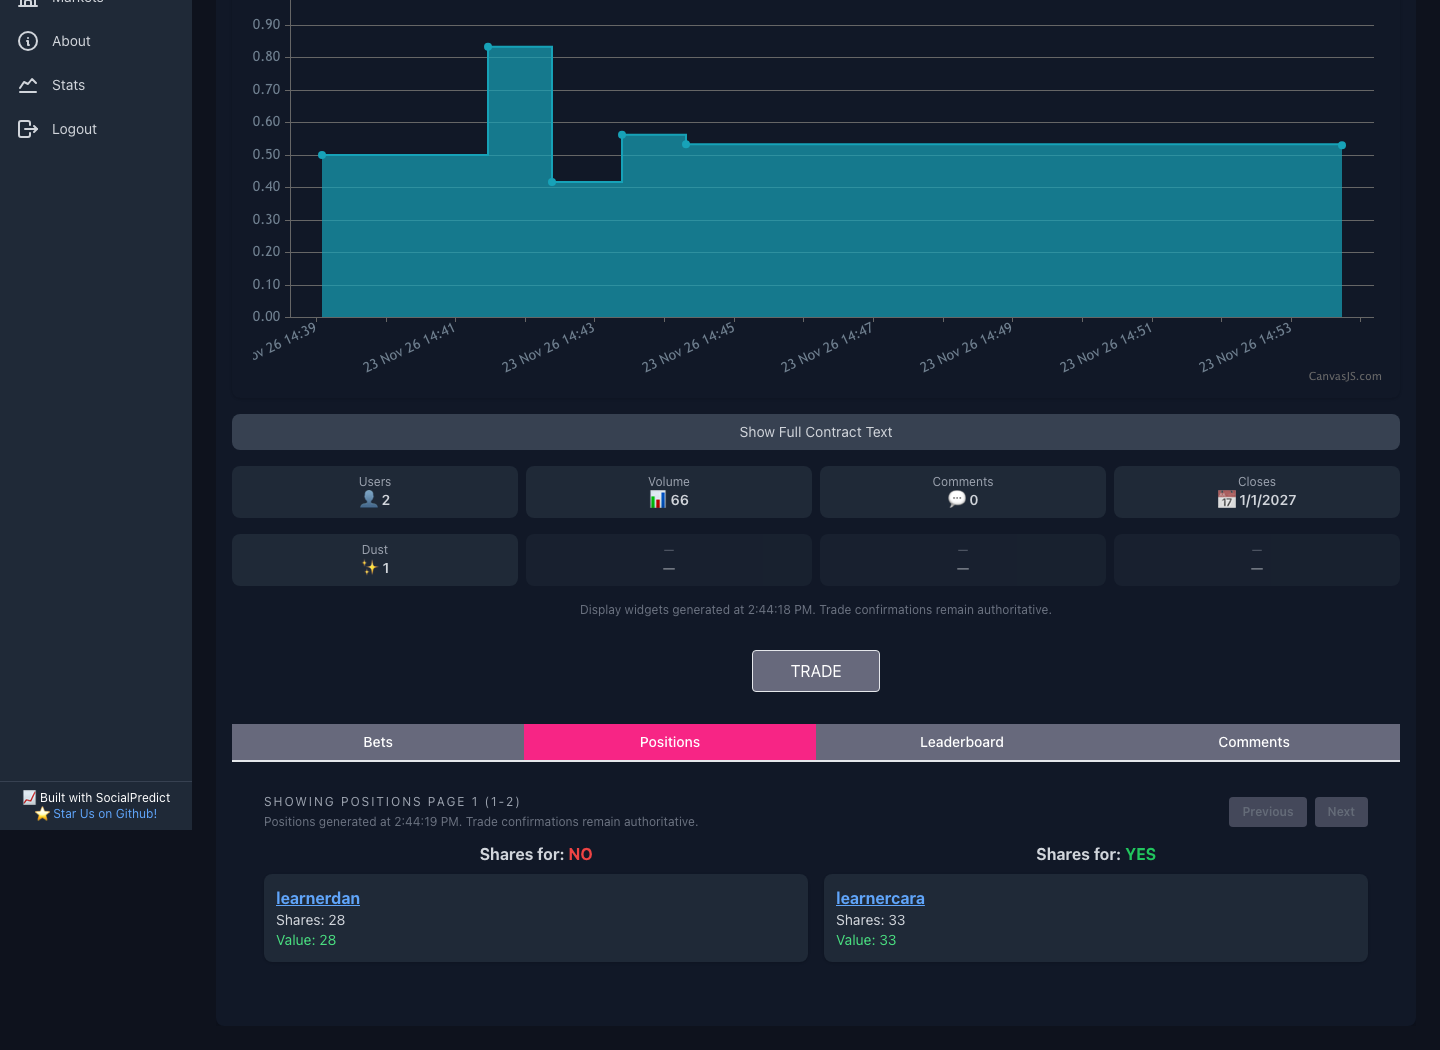 Markets
About
Stats
Logout
📈 Built with SocialPredict
⭐ Star Us on Github!
0.90
0.80
0.70
0.60
0.50
0.40
0.30
0.20
0.10
0.00
ov 26 14:39
23 Nov 26 14:41
23 Nov 26 14:43
23 Nov 26 14:45
23 Nov 26 14:47
23 Nov 26 14:49
23 Nov 26 14:51
23 Nov 26 14:53
CanvasJS.com
Show Full Contract Text
Users
👤 2
Volume
📊 66
Comments
💬 0
Closes
📅 1/1/2027
Dust
✨ 1
—
—
—
—
—
—
Display widgets generated at 2:44:18 PM. Trade confirmations remain authoritative.
TRADE
Bets
Positions
Leaderboard
Comments
SHOWING POSITIONS PAGE 1 (1-2)
Positions generated at 2:44:19 PM. Trade confirmations remain authoritative.
Previous
Next
Shares for: NO
learnerdan
Shares: 28
Value: 28
Shares for: YES
learnercara
Shares: 33
Value: 33